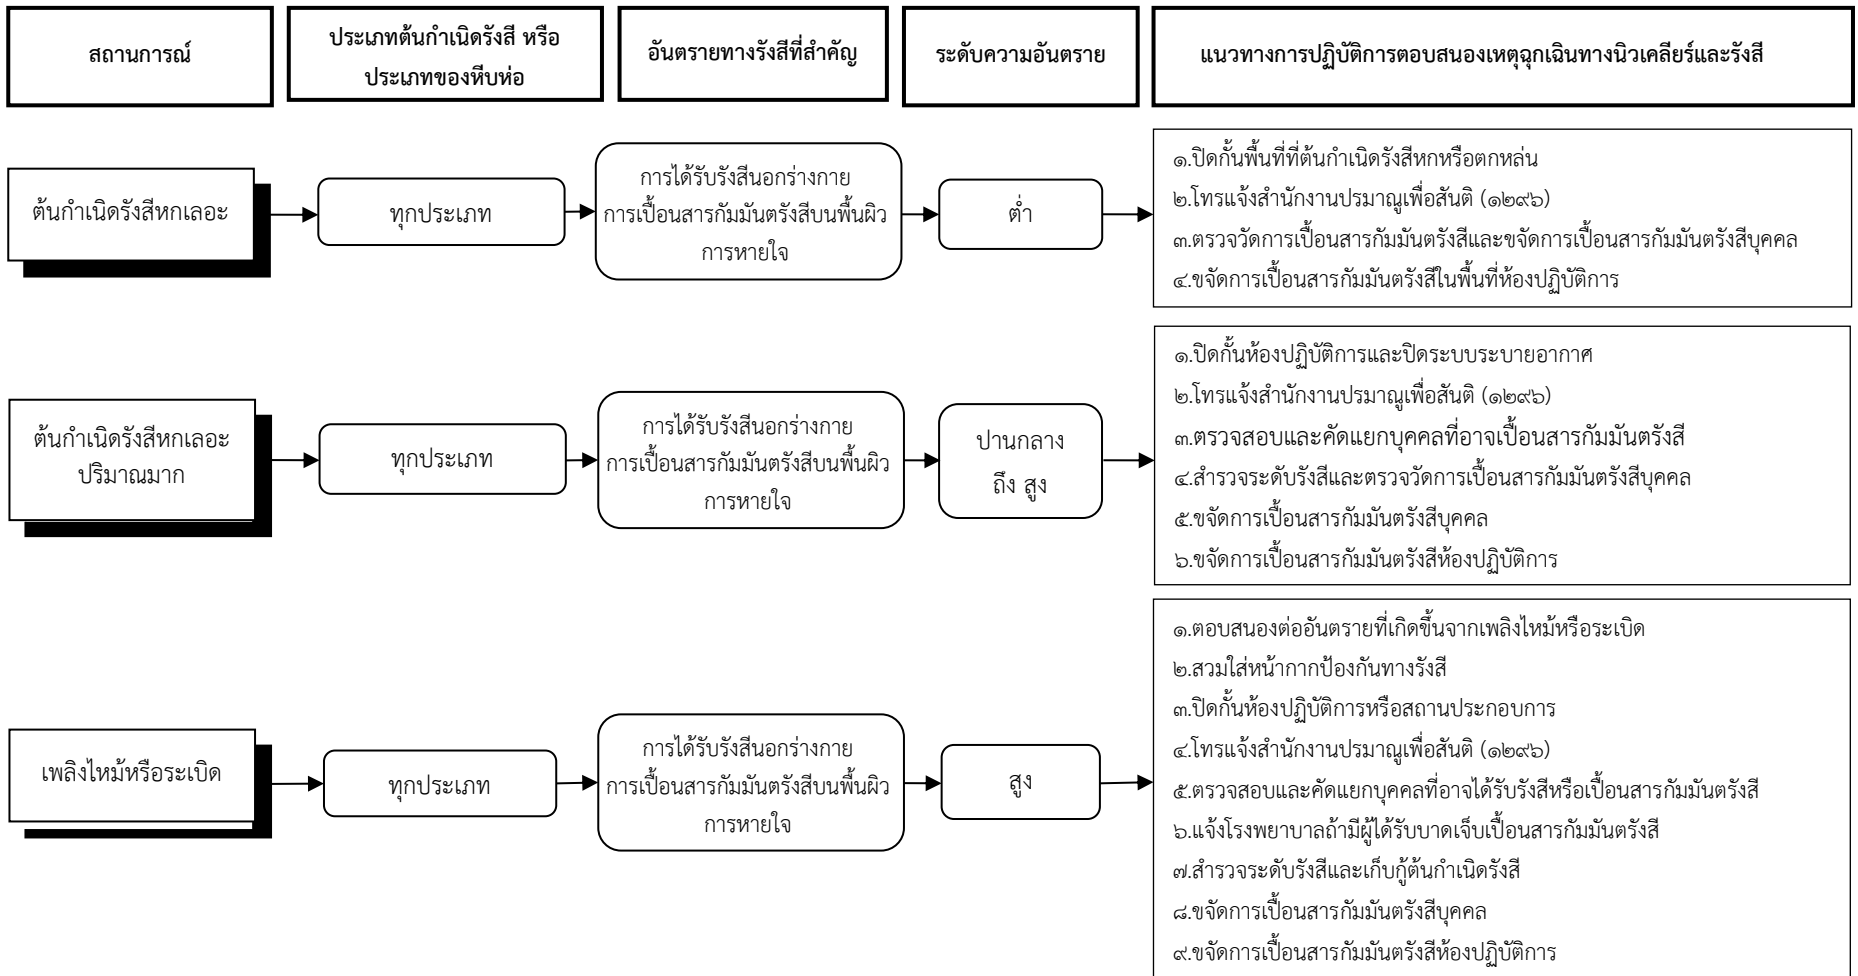 สถานการณ์
ประเภทต้นกำเนิดรังสี หรือ
ประเภทของหีบห่อ
อันตรายทางรังสีที่สำคัญ
ระดับความอันตราย
แนวทางการปฏิบัติการตอบสนองเหตุฉุกเฉินทางนิวเคลียร์และรังสี
ต้นกำเนิดรังสีหกเลอะ
ทุกประเภท
การได้รับรังสีนอกร่างกาย
การเปื้อนสารกัมมันตรังสีบนพื้นผิว
การหายใจ
ต่ำ
๑.ปิดกั้นพื้นที่ที่ต้นกำเนิดรังสีหกหรือตกหล่น
๒.โทรแจ้งสำนักงานปรมาณูเพื่อสันติ (๑๒๙๖)
๓.ตรวจวัดการเปื้อนสารกัมมันตรังสีและขจัดการเปื้อนสารกัมมันตรังสีบุคคล
๔.ขจัดการเปื้อนสารกัมมันตรังสีในพื้นที่ห้องปฏิบัติการ
ต้นกำเนิดรังสีหกเลอะ
ปริมาณมาก
ทุกประเภท
การได้รับรังสีนอกร่างกาย
การเปื้อนสารกัมมันตรังสีบนพื้นผิว
การหายใจ
ปานกลาง
ถึง สูง
๑.ปิดกั้นห้องปฏิบัติการและปิดระบบระบายอากาศ
๒.โทรแจ้งสำนักงานปรมาณูเพื่อสันติ (๑๒๙๖)
๓.ตรวจสอบและคัดแยกบุคคลที่อาจเปื้อนสารกัมมันตรังสี
๔.สำรวจระดับรังสีและตรวจวัดการเปื้อนสารกัมมันตรังสีบุคคล
๕.ขจัดการเปื้อนสารกัมมันตรังสีบุคคล
๖.ขจัดการเปื้อนสารกัมมันตรังสีห้องปฏิบัติการ
เพลิงไหม้หรือระเบิด
ทุกประเภท
การได้รับรังสีนอกร่างกาย
การเปื้อนสารกัมมันตรังสีบนพื้นผิว
การหายใจ
สูง
๑.ตอบสนองต่ออันตรายที่เกิดขึ้นจากเพลิงไหม้หรือระเบิด
๒.สวมใส่หน้ากากป้องกันทางรังสี
๓.ปิดกั้นห้องปฏิบัติการหรือสถานประกอบการ
๔.โทรแจ้งสำนักงานปรมาณูเพื่อสันติ (๑๒๙๖)
๕.ตรวจสอบและคัดแยกบุคคลที่อาจได้รับรังสีหรือเปื้อนสารกัมมันตรังสี
๖.แจ้งโรงพยาบาลถ้ามีผู้ได้รับบาดเจ็บเปื้อนสารกัมมันตรังสี
๗.สำรวจระดับรังสีและเก็บกู้ต้นกำเนิดรังสี
๘.ขจัดการเปื้อนสารกัมมันตรังสีบุคคล
๙.ขจัดการเปื้อนสารกัมมันตรังสีห้องปฏิบัติการ